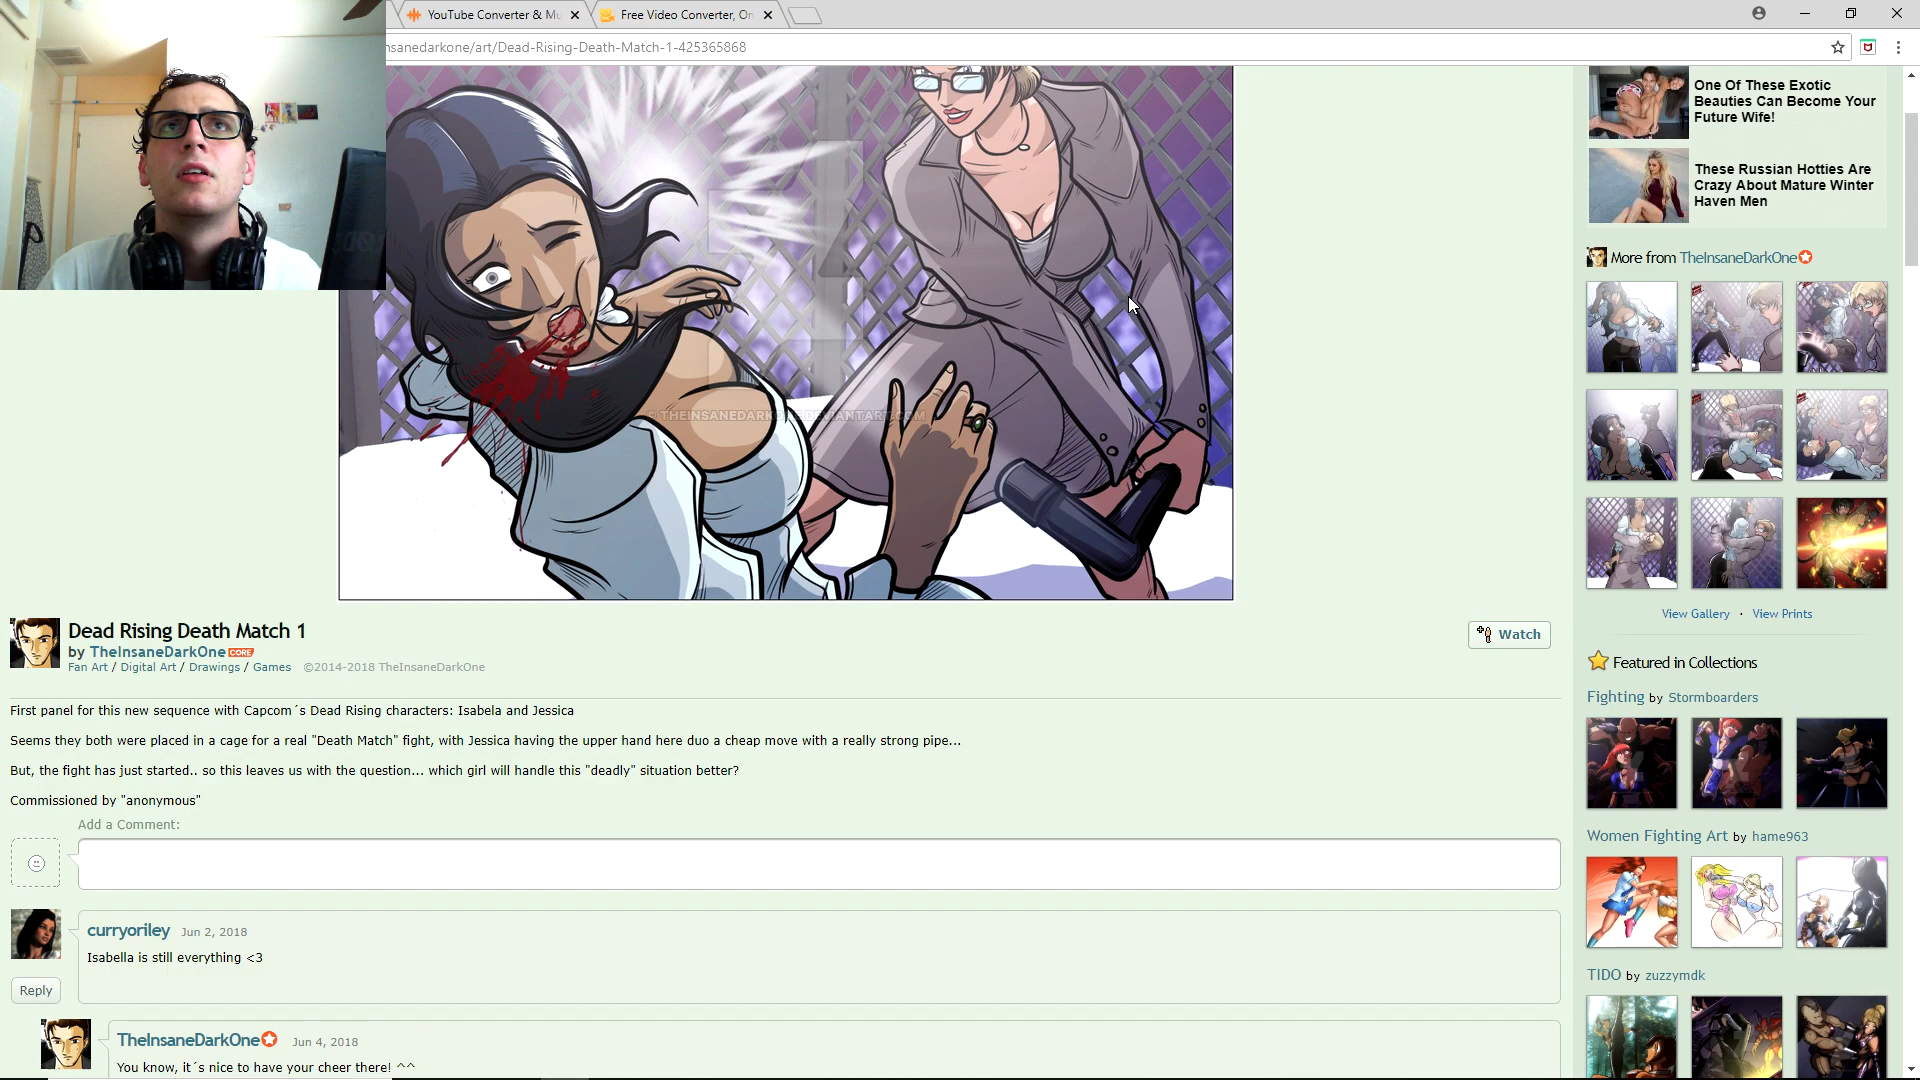 YouTube Converter & Mu
Free Video Converter, On
nsanedarkone/art/Dead-Rising-Death-Match-1-425365868
One Of These Exotic
Beauties Can Become Your
Future Wife!
These Russian Hotties Are
Crazy About Mature Winter
Haven Men
More from TheInsaneDarkOne
© THEINSANEDARKONE.DEVIANTART.COM
View Gallery · View Prints
Dead Rising Death Match 1
by TheInsaneDarkOne CORE
Fan Art / Digital Art / Drawings / Games ©2014-2018 TheInsaneDarkOne
Watch
Featured in Collections
Fighting by Stormboarders
First panel for this new sequence with Capcom´s Dead Rising characters: Isabela and Jessica
Seems they both were placed in a cage for a real "Death Match" fight, with Jessica having the upper hand here duo a cheap move with a really strong pipe...
But, the fight has just started.. so this leaves us with the question... which girl will handle this "deadly" situation better?
Commissioned by "anonymous"
Add a Comment:
Women Fighting Art by hame963
curryoriley Jun 2, 2018
Isabella is still everything <3
Reply
TIDO by zuzzymdk
TheInsaneDarkOne Jun 4, 2018
You know, it´s nice to have your cheer there! ^^